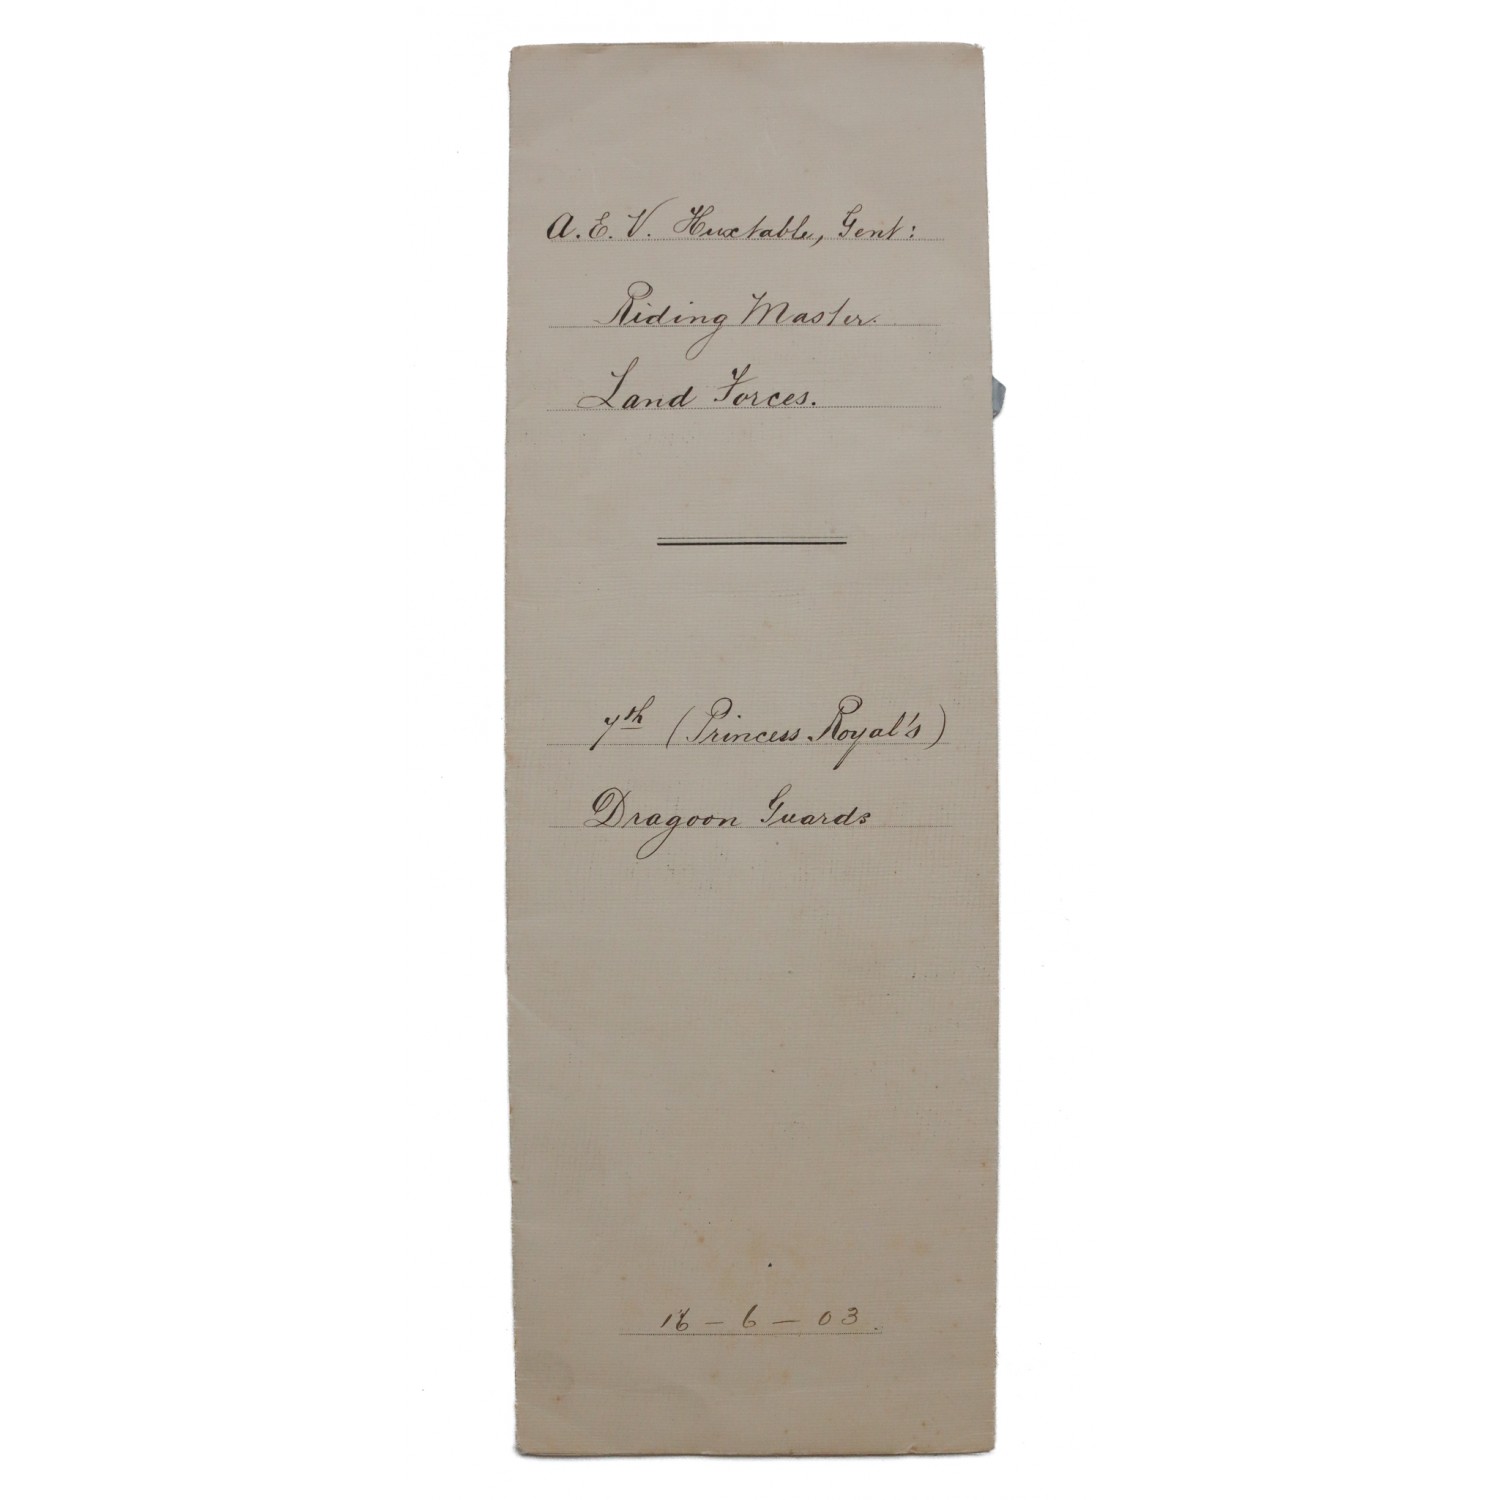 A. E. V. Huxtable, Gent:
Riding Master.
Land Forces.
7th (Princess Royal's)
Dragoon Guards
16 – 6 – 03.